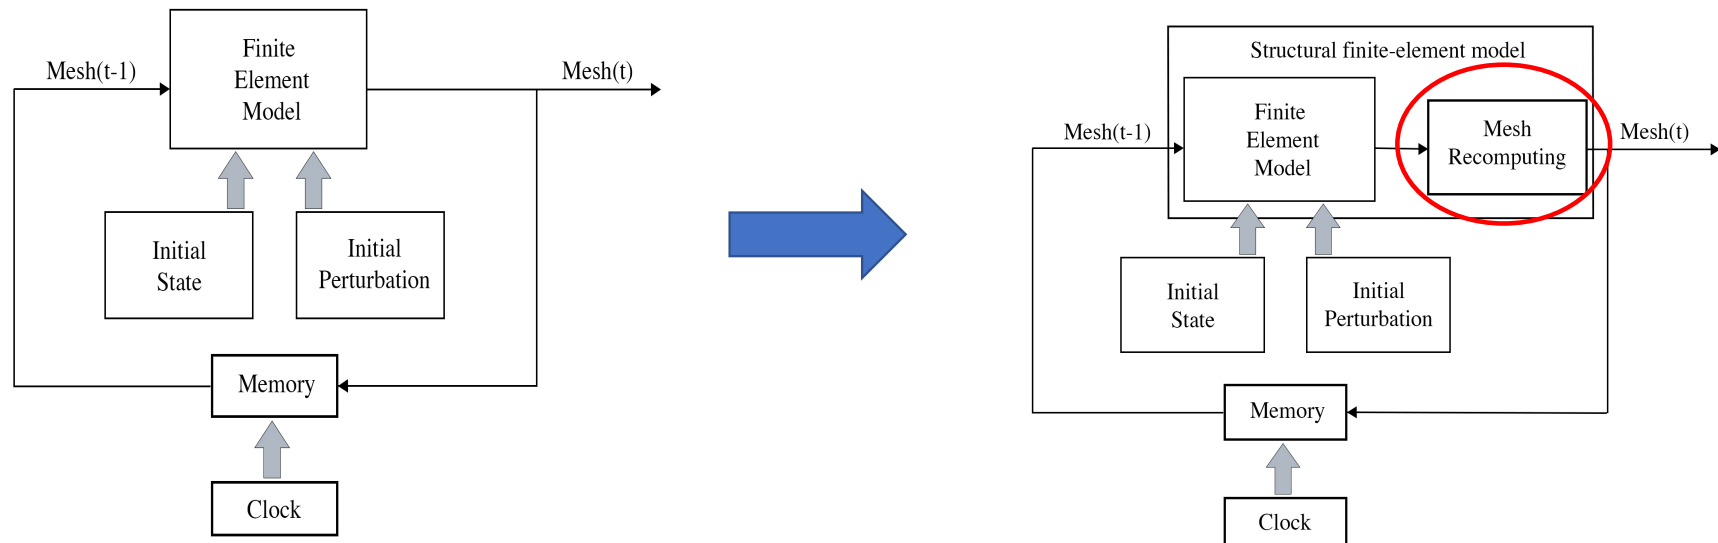 Mesh(t-1)
Finite
Element
Model
Mesh(t)
Initial
State
Initial
Perturbation
Memory
Clock
Structural finite-element model
Mesh(t-1)
Finite
Element
Model
Mesh
Recomputing
Mesh(t)
Initial
State
Initial
Perturbation
Memory
Clock